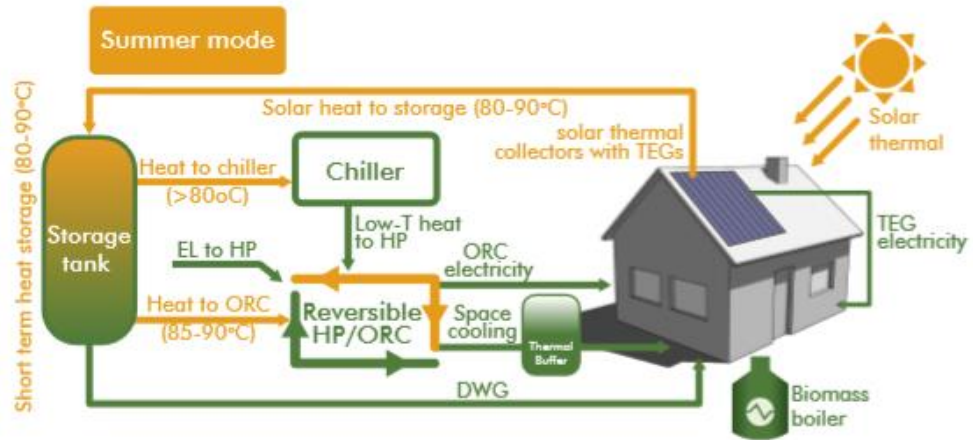 Summer mode
Short term heat storage (80-90°C)
Solar heat to storage (80-90°C)
solar thermal
collectors with TEGs
Solar
thermal
Heat to chiller
(>80oC)
Chiller
Storage
tank
Low-T heat
to HP
EL to HP
ORC
electricity
TEG
electricity
Heat to ORC
(85-90°C)
Reversible
HP/ORC
Space
cooling
Thermal
Buffer
DWG
Biomass
boiler